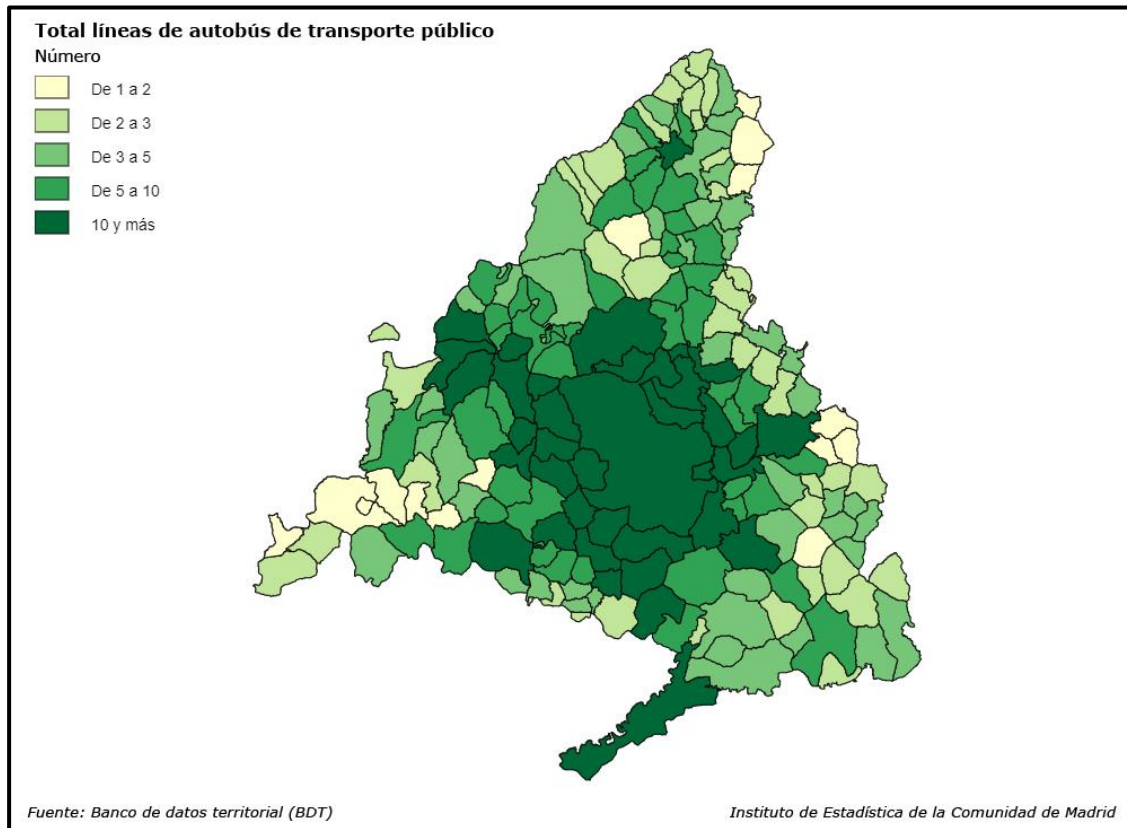 Total líneas de autobús de transporte público
Número
De 1 a 2
De 2 a 3
De 3 a 5
De 5 a 10
10 y más
Fuente: Banco de datos territorial (BDT)
Instituto de Estadística de la Comunidad de Madrid